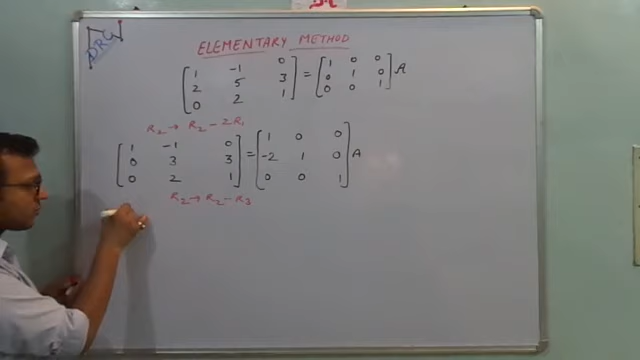 DRG
ELEMENTARY METHOD
1 -1 0 1 0 0
2 5 3 = 0 1 0 A
0 2 1 0 0 1
R2 → R2 - 2R1
1 -1 0 1 0 0
0 3 3 = -2 1 0 A
0 2 1 0 0 1
R2 → R2 - R3